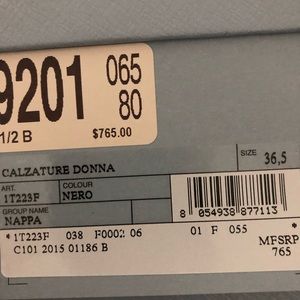 9201 065
80
1/2 B $765.00
CALZATURE DONNA
SIZE 36,5
ART. COLOUR
1T223F NERO
GROUP NAME
NAPPA
8 054938 877113
*1T223F 038 F0002 06 01 F 055 *
C101 2015 01186 B MFSRP
765